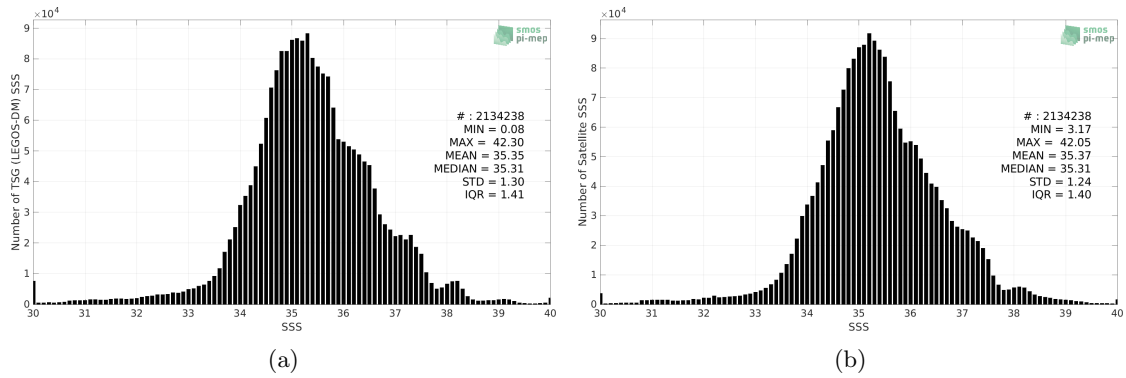 ×10⁴
9
8
7
6
5
4
3
2
1
0
30 31 32 33 34 35 36 37 38 39 40
SSS
Number of TSG (LEGOS-DM) SSS
smos
pi-mep
# : 2134238
MIN = 0.08
MAX = 42.30
MEAN = 35.35
MEDIAN = 35.31
STD = 1.30
IQR = 1.41
(a)
×10⁴
9
8
7
6
5
4
3
2
1
0
30 31 32 33 34 35 36 37 38 39 40
SSS
Number of Satellite SSS
smos
pi-mep
# : 2134238
MIN = 3.17
MAX = 42.05
MEAN = 35.37
MEDIAN = 35.31
STD = 1.24
IQR = 1.40
(b)